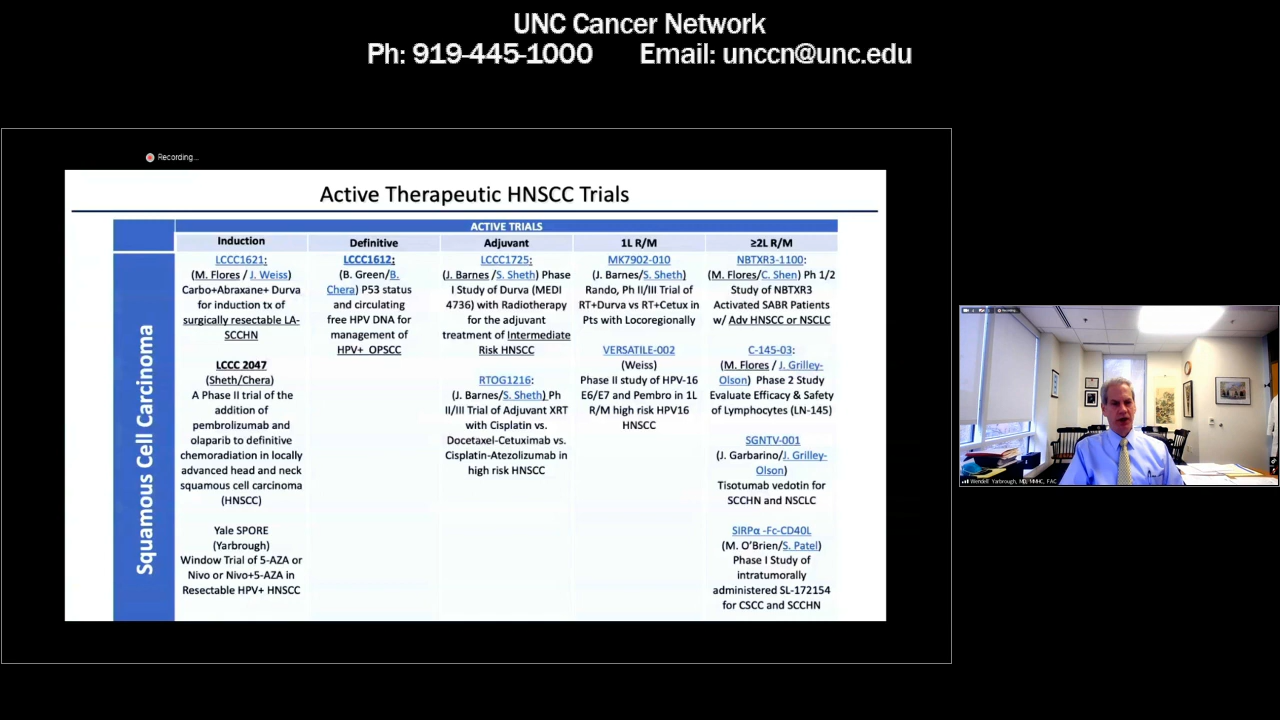 UNC Cancer Network
Ph: 919-445-1000 Email: unccn@unc.edu
Recording...
Active Therapeutic HNSCC Trials
ACTIVE TRIALS
Induction
Definitive
Adjuvant
1L R/M
≥2L R/M
Squamous Cell Carcinoma
LCCC1621:
(M. Flores / J. Weiss)
Carbo+Abraxane+ Durva
for induction tx of
surgically resectable LA-
SCCHN
LCCC 2047
(Sheth/Chera)
A Phase II trial of the
addition of
pembrolizumab and
olaparib to definitive
chemoradiation in locally
advanced head and neck
squamous cell carcinoma
(HNSCC)
Yale SPORE
(Yarbrough)
Window Trial of 5-AZA or
Nivo or Nivo+5-AZA in
Resectable HPV+ HNSCC
LCCC1612:
(B. Green/B.
Chera) P53 status
and circulating
free HPV DNA for
management of
HPV+ OPSCC
LCCC1725:
(J. Barnes /S. Sheth) Phase
I Study of Durva (MEDI
4736) with Radiotherapy
for the adjuvant
treatment of Intermediate
Risk HNSCC
RTOG1216:
(J. Barnes/S. Sheth) Ph
II/III Trial of Adjuvant XRT
with Cisplatin vs.
Docetaxel-Cetuximab vs.
Cisplatin-Atezolizumab in
high risk HNSCC
MK7902-010
(J. Barnes/S. Sheth)
Rando, Ph II/III Trial of
RT+Durva vs RT+Cetux in
Pts with Locoregionally
VERSATILE-002
(Weiss)
Phase II study of HPV-16
E6/E7 and Pembro in 1L
R/M high risk HPV16
HNSCC
NBTXR3-1100:
(M. Flores/C. Shen) Ph 1/2
Study of NBTXR3
Activated SABR Patients
w/ Adv HNSCC or NSCLC
C-145-03:
(M. Flores / J. Grilley-
Olson) Phase 2 Study
Evaluate Efficacy & Safety
of Lymphocytes (LN-145)
SGNTV-001
(J. Garbarino/J. Grilley-
Olson)
Tisotumab vedotin for
SCCHN and NSCLC
SIRPα -Fc-CD40L
(M. O'Brien/S. Patel)
Phase I Study of
intratumorally
administered SL-172154
for CSCC and SCCHN
Wendell Yarbrough, MD, MMHC, FAC